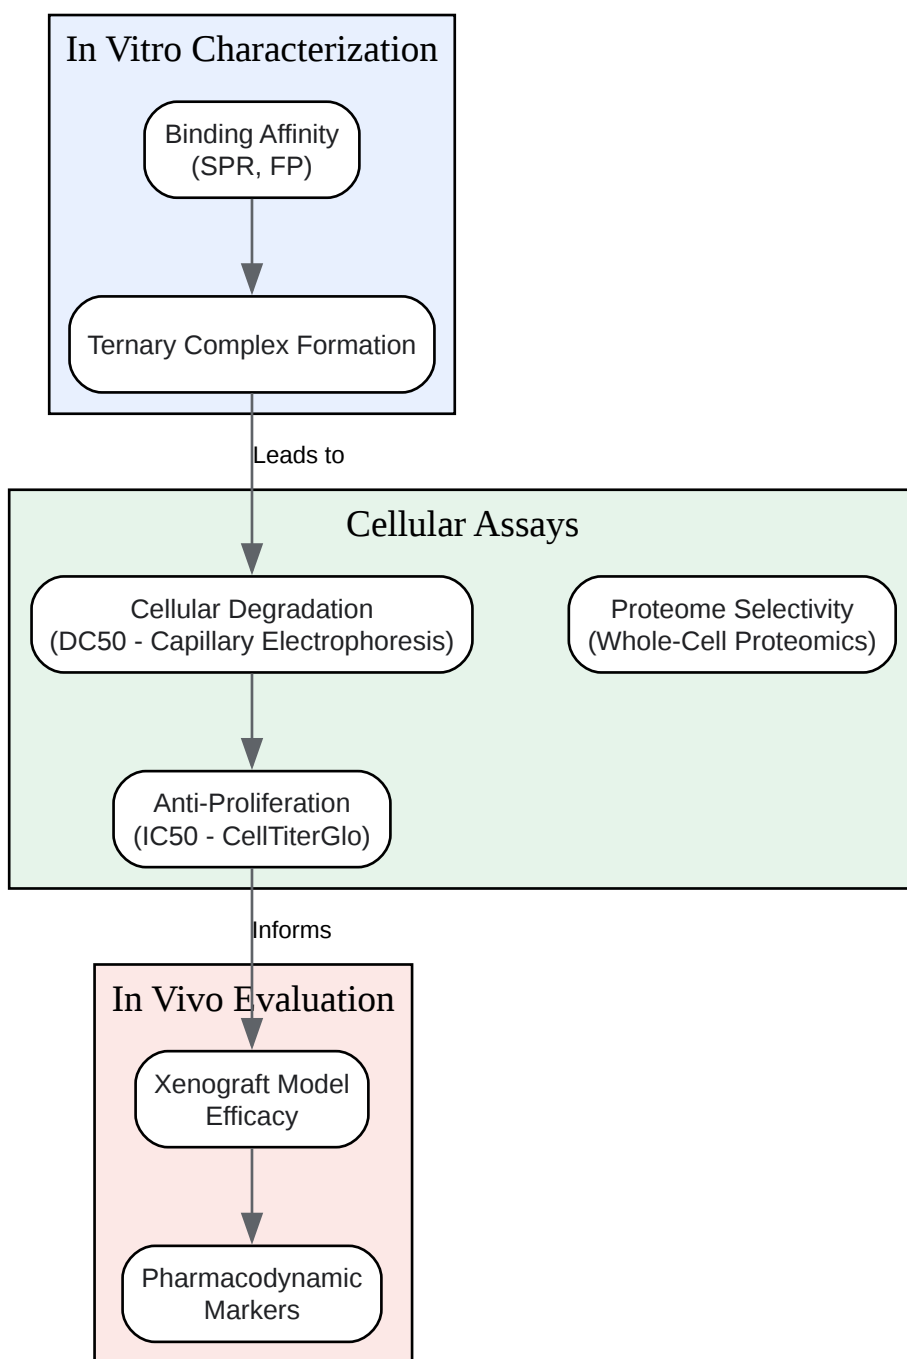 In Vitro Characterization
Binding Affinity
(SPR, FP)
Ternary Complex Formation
Leads to
Cellular Assays
Cellular Degradation
(DC50 - Capillary Electrophoresis)
Proteome Selectivity
(Whole-Cell Proteomics)
Anti-Proliferation
(IC50 - CellTiterGlo)
Informs
In Vivo Evaluation
Xenograft Model
Efficacy
Pharmacodynamic
Markers